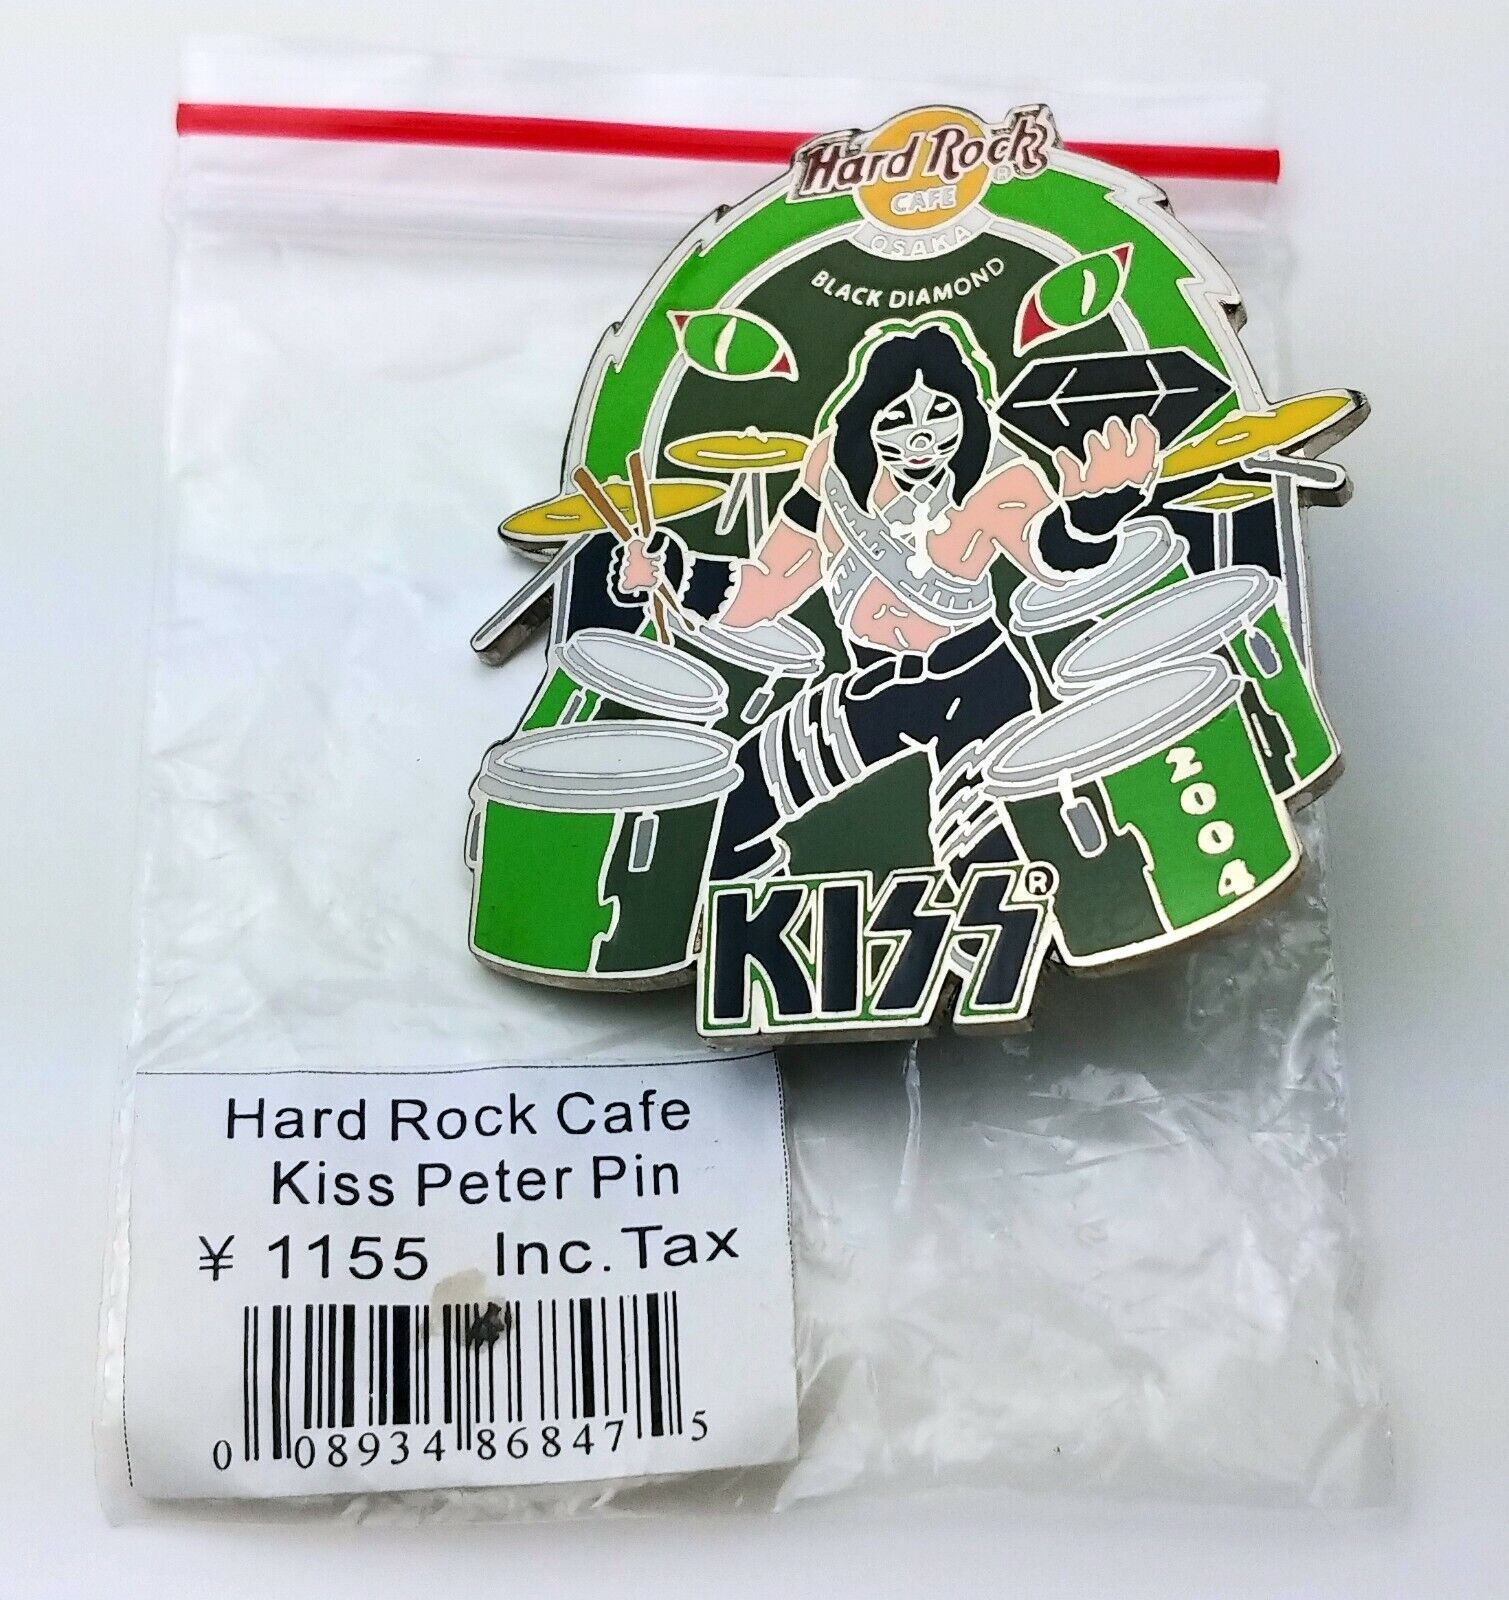 Hard Rock®
CAFE
OSAKA
BLACK DIAMOND
2004
KISS®
Hard Rock Cafe
Kiss Peter Pin
¥ 1155 Inc. Tax
0 08934 86847 5